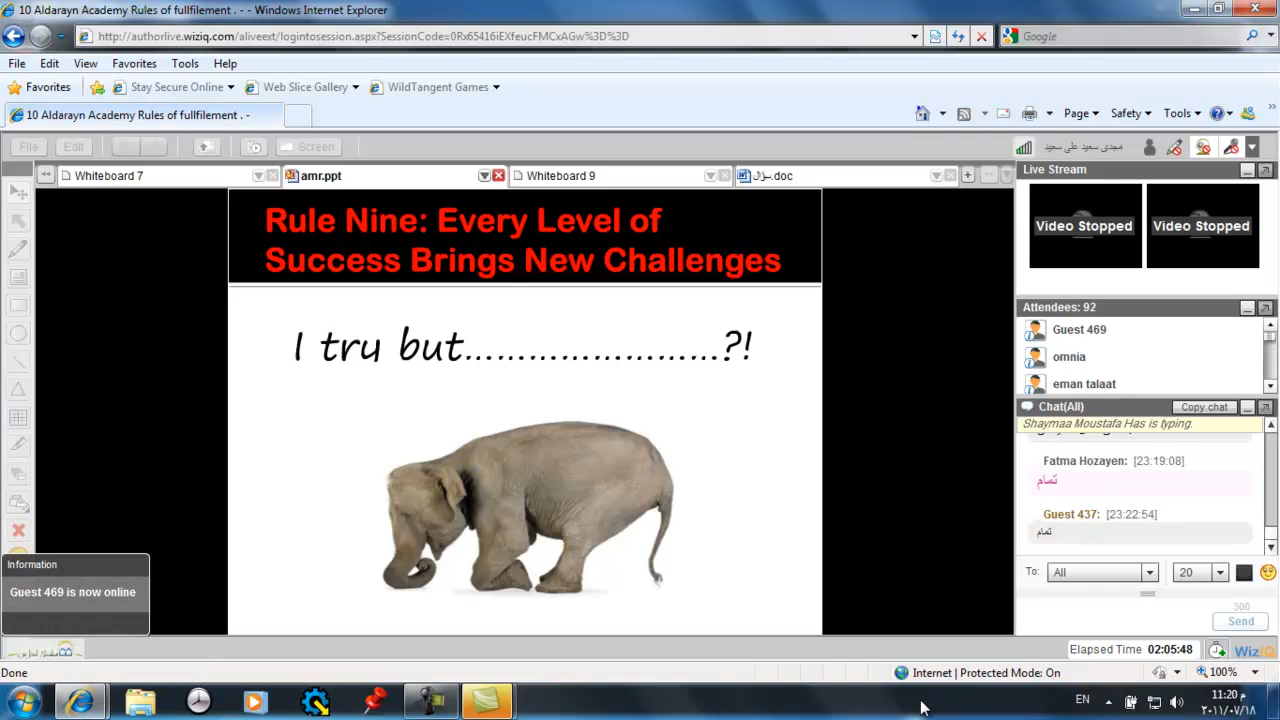 10 Aldarayn Academy Rules of fullfilement . - - Windows Internet Explorer
http://authorlive.wiziq.com/aliveext/logintosession.aspx?SessionCode=0Rx65416iEXfeucFMCxAGw%3D%3D
Google
File Edit View Favorites Tools Help
Favorites Stay Secure Online Web Slice Gallery WildTangent Games
10 Aldarayn Academy Rules of fullfilement . -
Page Safety Tools
File Edit Screen
مجدى سعيد على سعيد
Whiteboard 7 amr.ppt Whiteboard 9 سؤال.doc
Live Stream
Video Stopped Video Stopped
Rule Nine: Every Level of
Success Brings New Challenges
I tru but........................?!
Attendees: 92
Guest 469
omnia
eman talaat
Chat(All) Copy chat
Shaymaa Moustafa Has is typing.
Fatma Hozayen: [23:19:08]
تمام
Guest 437: [23:22:54]
تمام
To: All 20
300
Send
Information
Guest 469 is now online
Elapsed Time 02:05:48 WizIQ
Done
Internet | Protected Mode: On 100%
EN
11:20 م
٢٠١١/٠٧/١٨